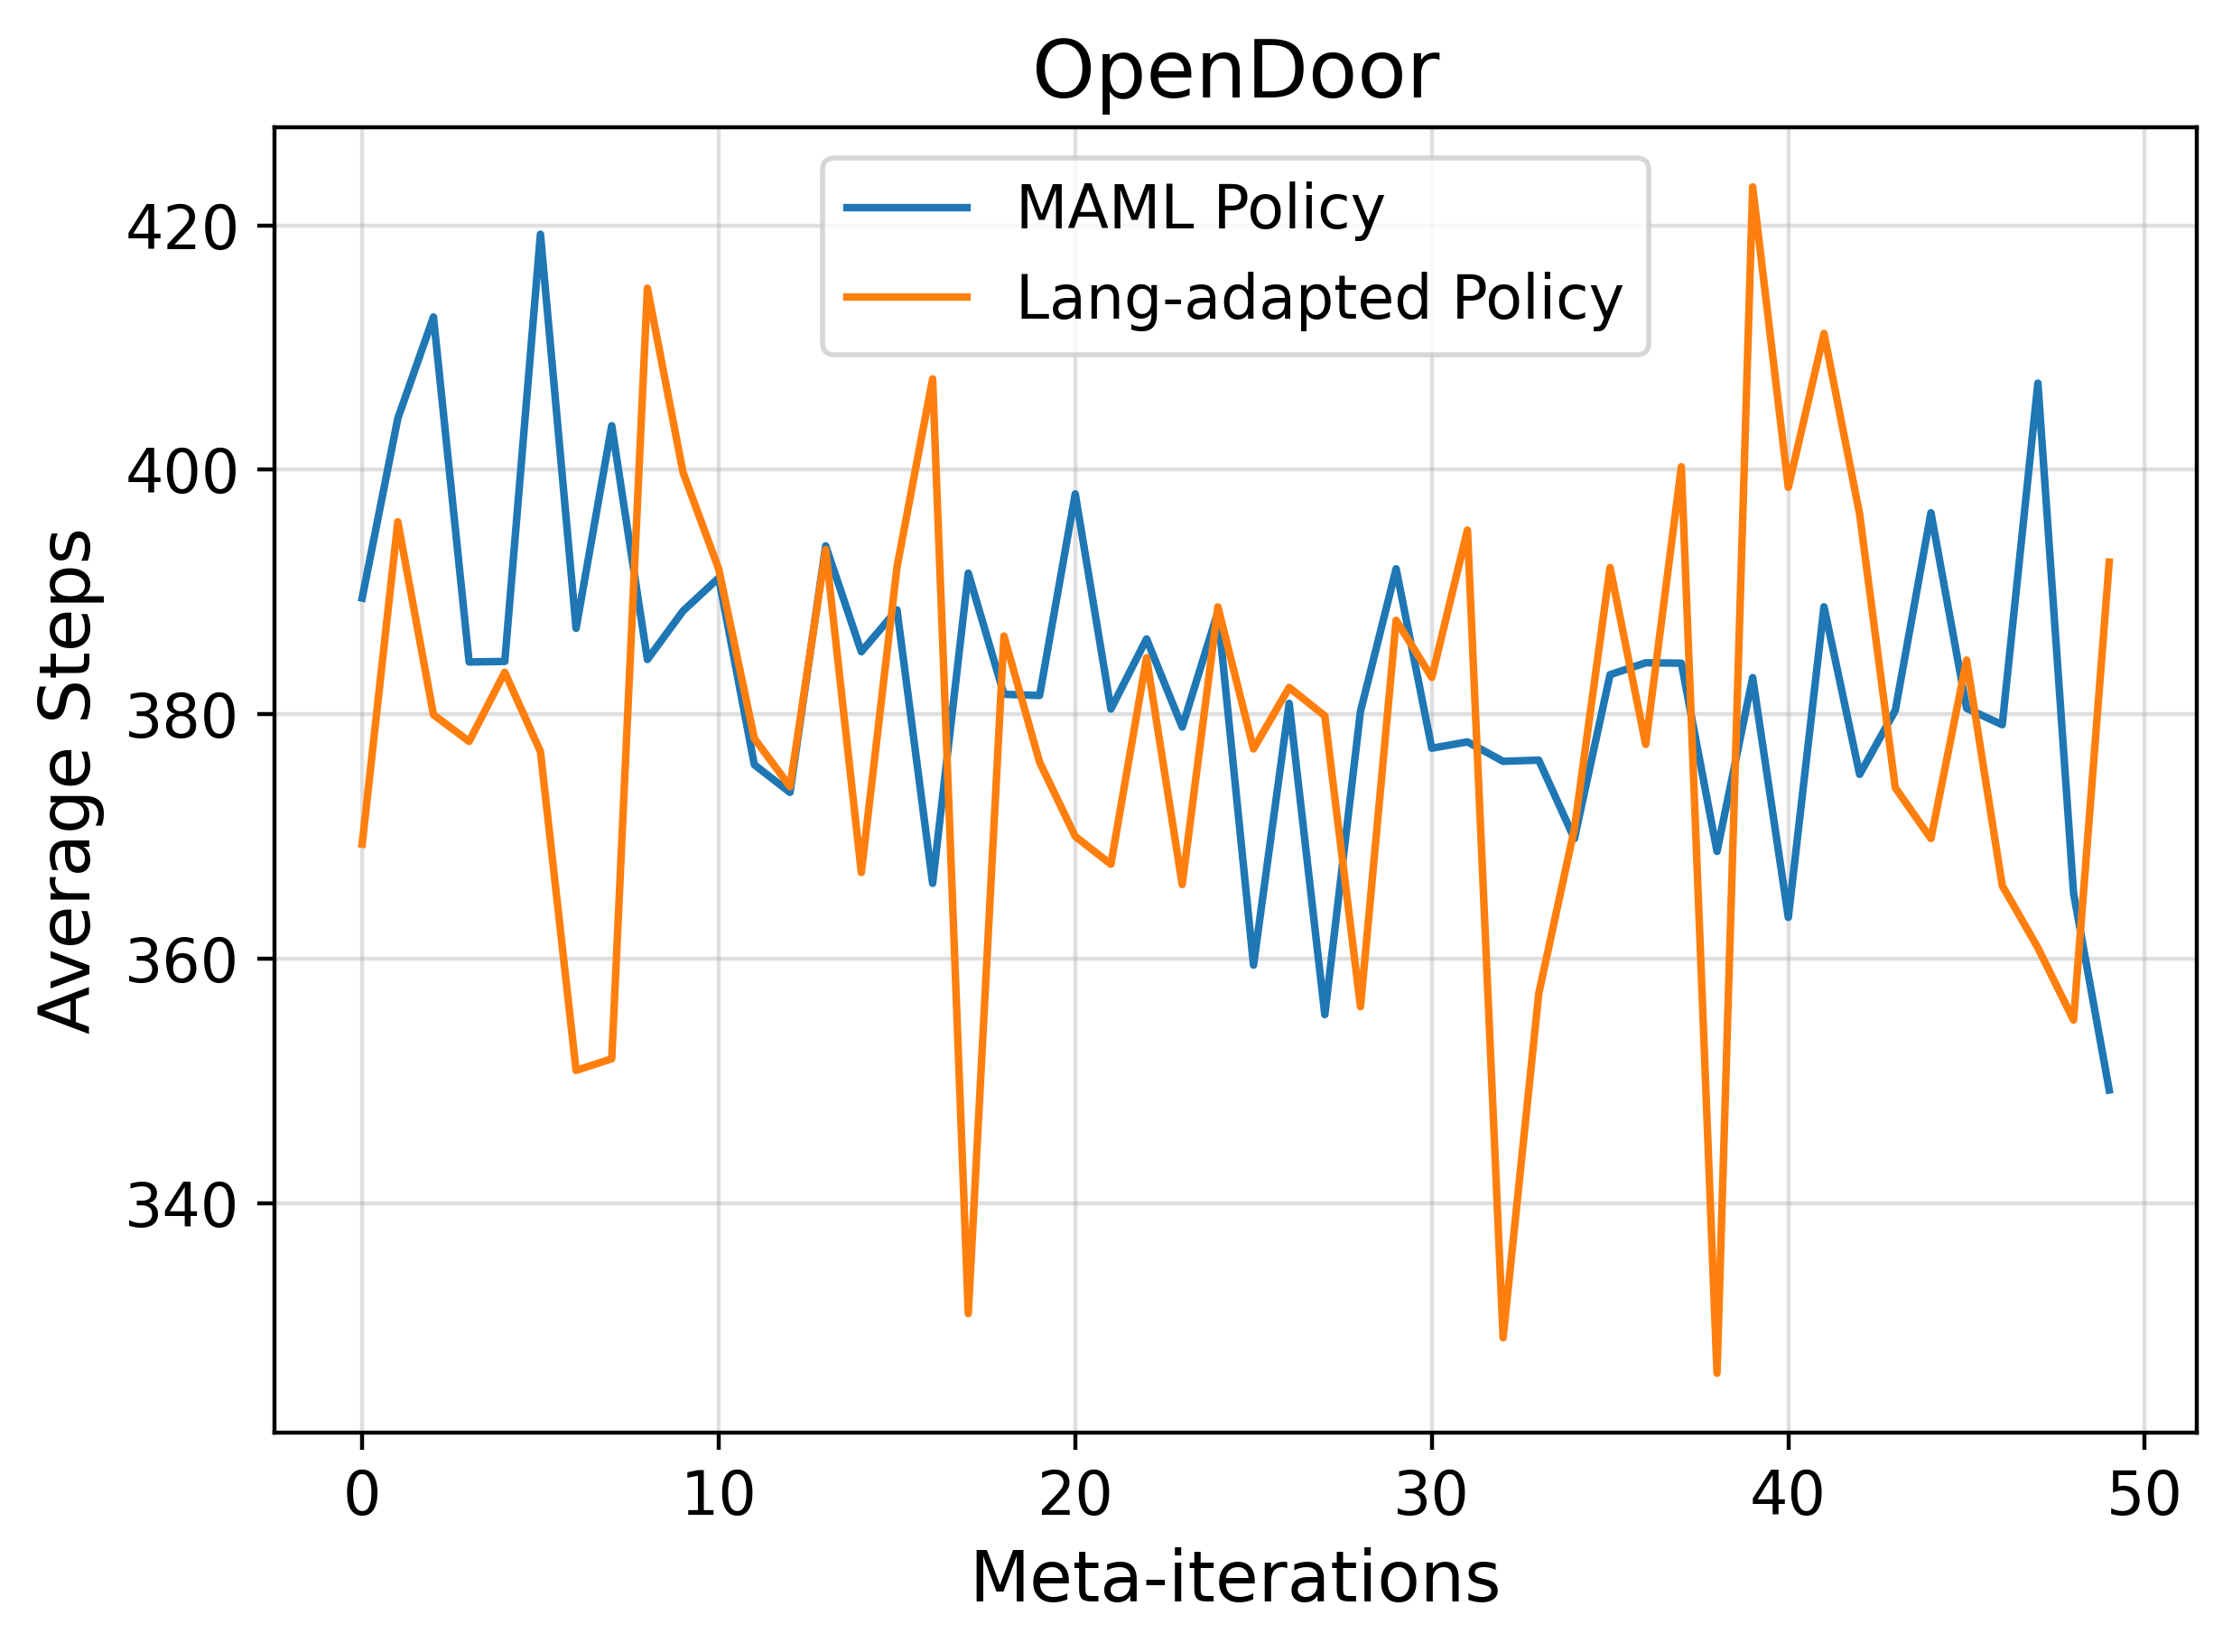 OpenDoor
MAML Policy
Lang-adapted Policy
Average Steps
420
400
380
360
340
0 10 20 30 40 50
Meta-iterations